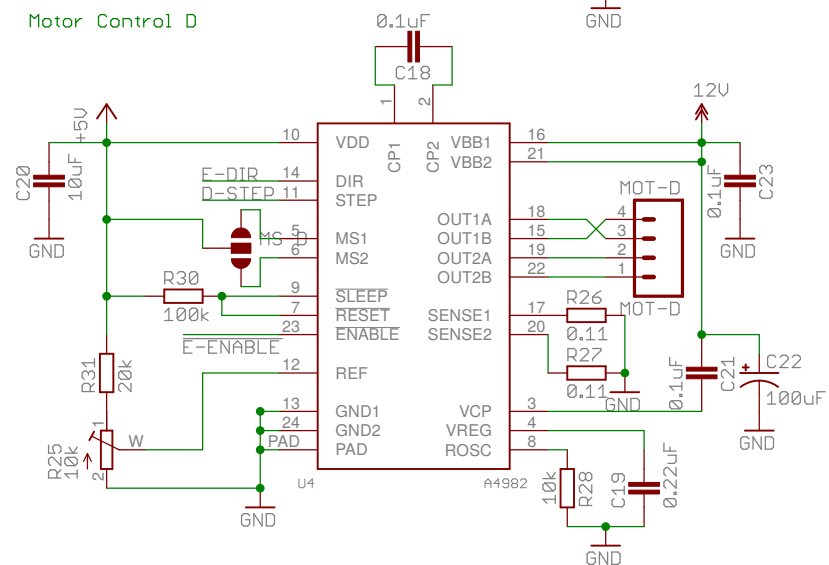 Motor Control D
0.1uF
GND
C18
1
2
12V
+5V
C20
10uF
GND
10
VDD
CP1
CP2
VBB1
16
VBB2
21
0.1uF
C23
GND
E-DIR
14
DIR
D-STEP
11
STEP
MS_D
5
MS1
6
MS2
OUT1A
18
OUT1B
15
OUT2A
19
OUT2B
22
MOT-D
4
3
2
1
MOT-D
R30
100k
9
SLEEP
7
RESET
23
ENABLE
E-ENABLE
SENSE1
17
R26
0.11
SENSE2
20
R27
0.11
GND
R31
20k
12
REF
0.1uF
C21
C22
100uF
GND
R25
10k
1
W
2
13
GND1
24
GND2
PAD
PAD
VCP
3
VREG
4
ROSC
8
U4
A4982
10k
R28
C19
0.22uF
GND
GND